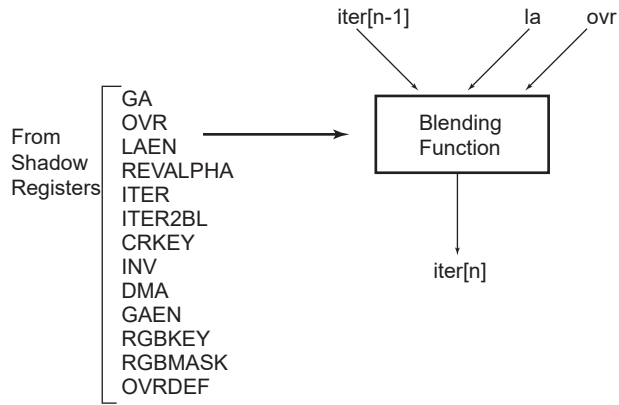 iter[n-1]
la
ovr
From
Shadow
Registers
GA
OVR
LAEN
REVALPHA
ITER
ITER2BL
CRKEY
INV
DMA
GAEN
RGBKEY
RGBMASK
OVRDEF
Blending
Function
iter[n]